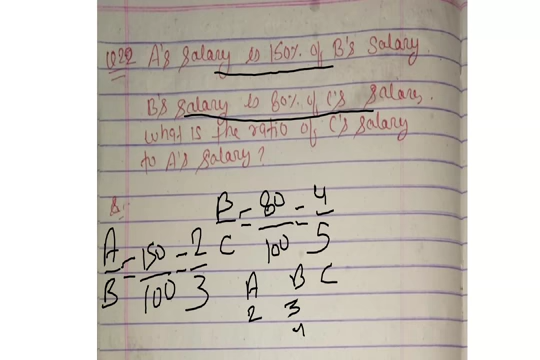 Q22 A's salary is 150% of B's salary
B's salary is 80% of C's salary,
what is the ratio of C's salary
to A's salary?
B/C = 80/100 = 4/5
A/B = 150/100 = 2/3
A B C
2 3
4